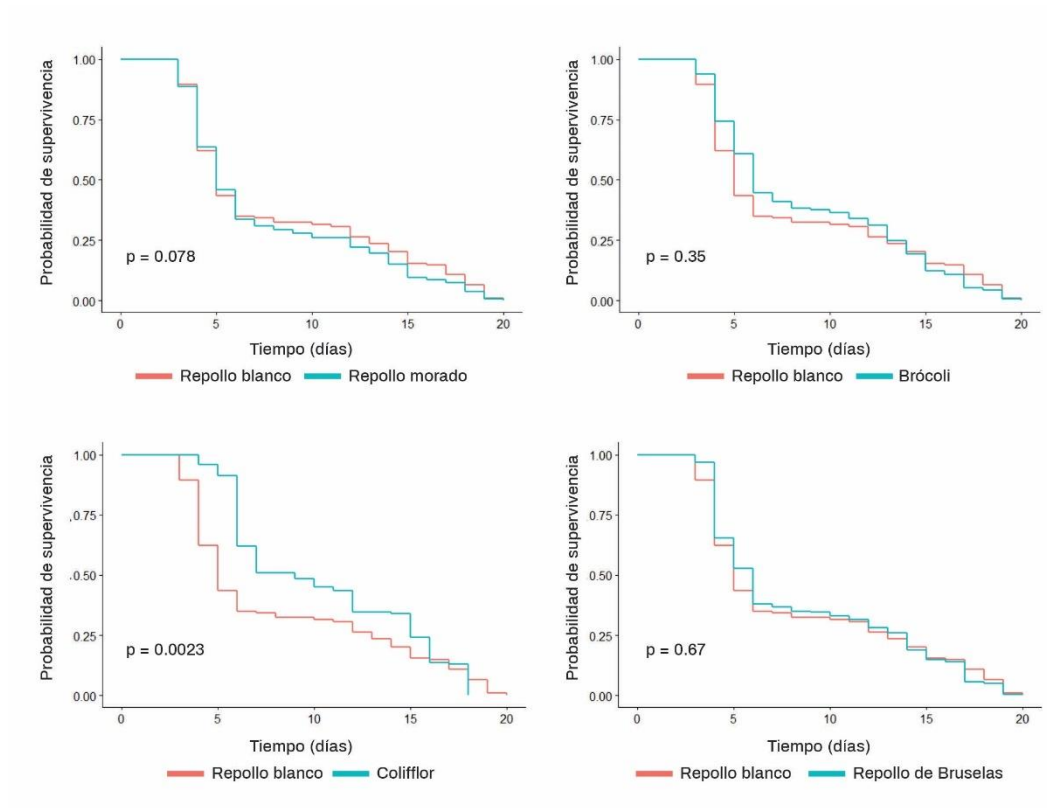 Probabilidad de supervivencia
1.00
0.75
0.50
0.25
0.00
p = 0.078
0 5 10 15 20
Tiempo (días)
Repollo blanco Repollo morado
Probabilidad de supervivencia
1.00
0.75
0.50
0.25
0.00
p = 0.35
0 5 10 15 20
Tiempo (días)
Repollo blanco Brócoli
Probabilidad de supervivencia
1.00
0.75
0.50
0.25
0.00
p = 0.0023
0 5 10 15 20
Tiempo (días)
Repollo blanco Colifflor
Probabilidad de supervivencia
1.00
0.75
0.50
0.25
0.00
p = 0.67
0 5 10 15 20
Tiempo (días)
Repollo blanco Repollo de Bruselas